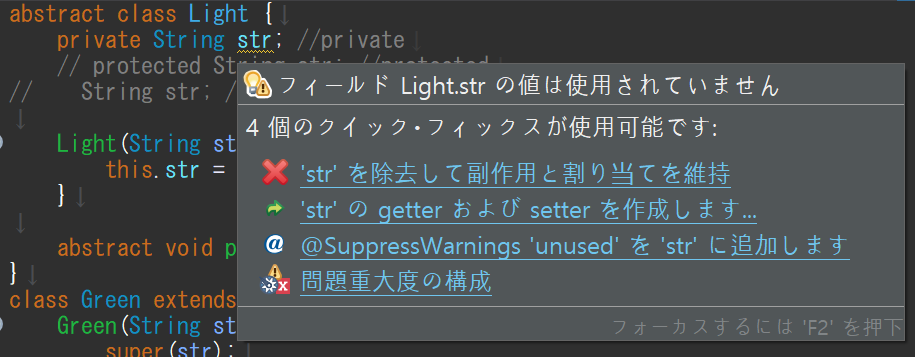 abstract class Light {
private String str; //private
// protected String str; //protected
// String str; /
フィールド Light.str の値は使用されていません
4 個のクイック・フィックスが使用可能です:
Light(String st
this.str =
'str' を除去して副作用と割り当てを維持
}
'str' の getter および setter を作成します...
abstract void p
@SuppressWarnings 'unused' を 'str' に追加します
}
問題重大度の構成
class Green extends
Green(String st
フォーカスするには 'F2' を押下
super(str);